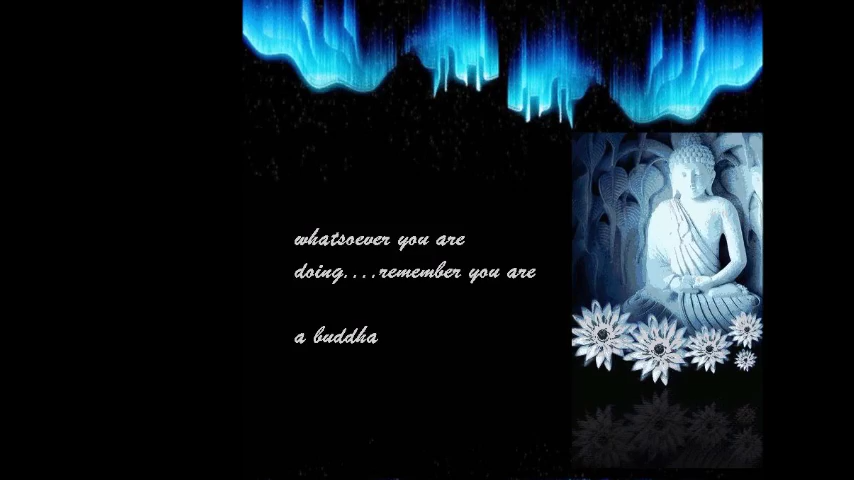 whatsoever you are
doing....remember you are
a buddha